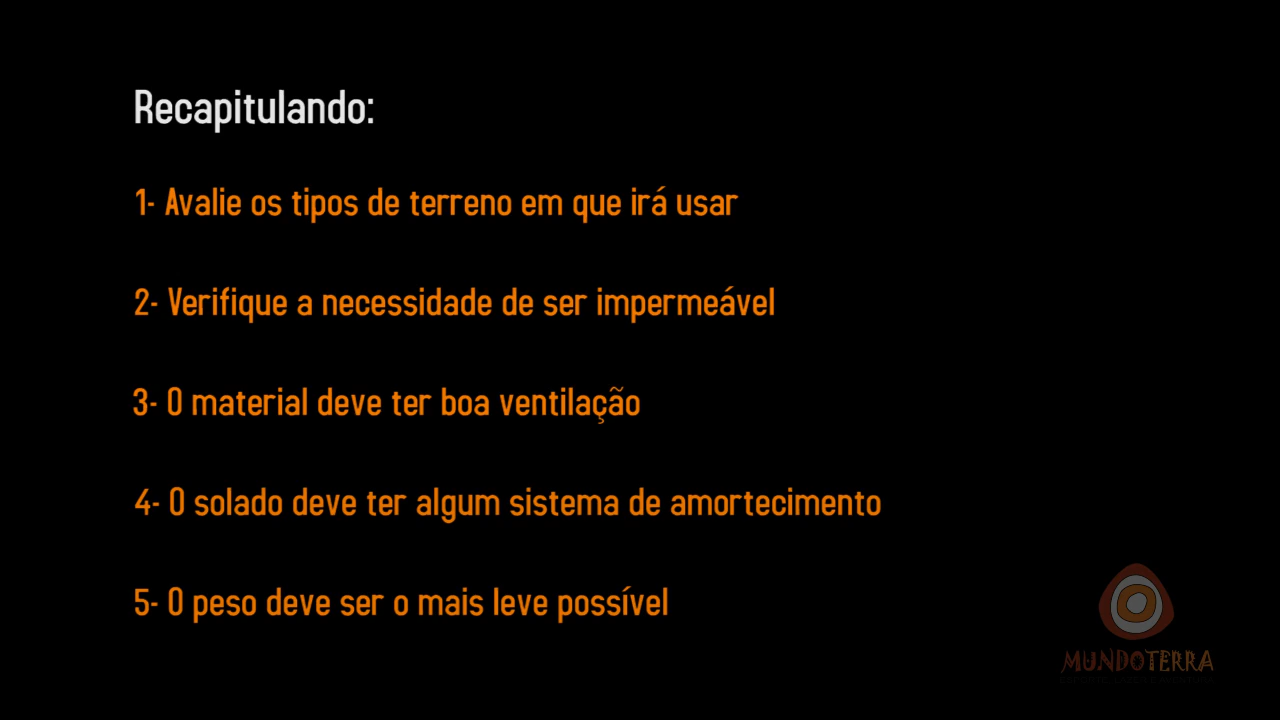 Recapitulando:
1- Avalie os tipos de terreno em que irá usar
2- Verifique a necessidade de ser impermeável
3- O material deve ter boa ventilação
4- O solado deve ter algum sistema de amortecimento
5- O peso deve ser o mais leve possível
MUNDOTERRA